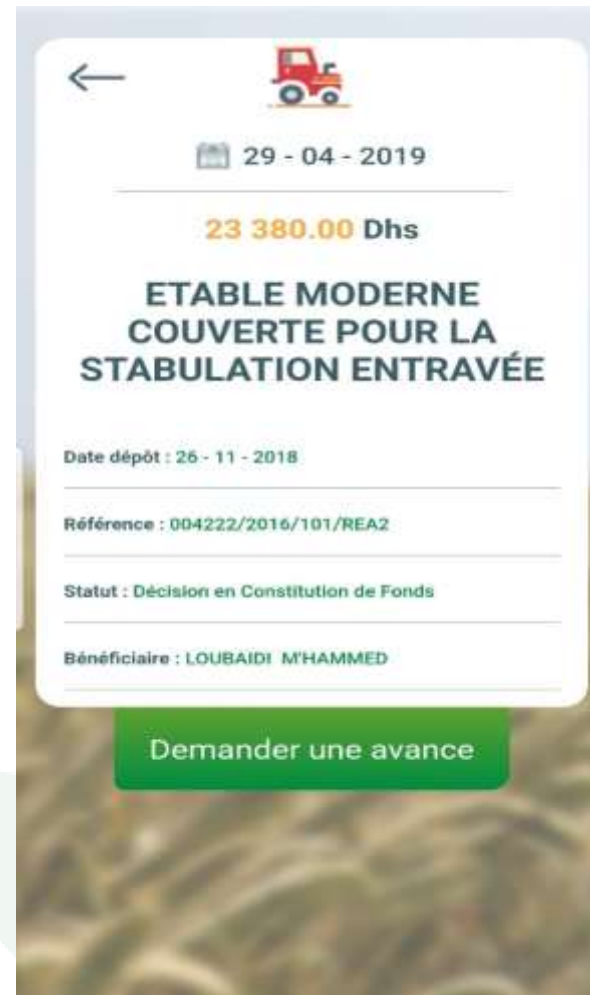 29 - 04 - 2019
23 380.00 Dhs
ETABLE MODERNE
COUVERTE POUR LA
STABULATION ENTRAVÉE
Date dépôt : 26 - 11 - 2018
Référence : 004222/2016/101/REA2
Statut : Décision en Constitution de Fonds
Bénéficiaire : LOUBAIDI M'HAMMED
Demander une avance